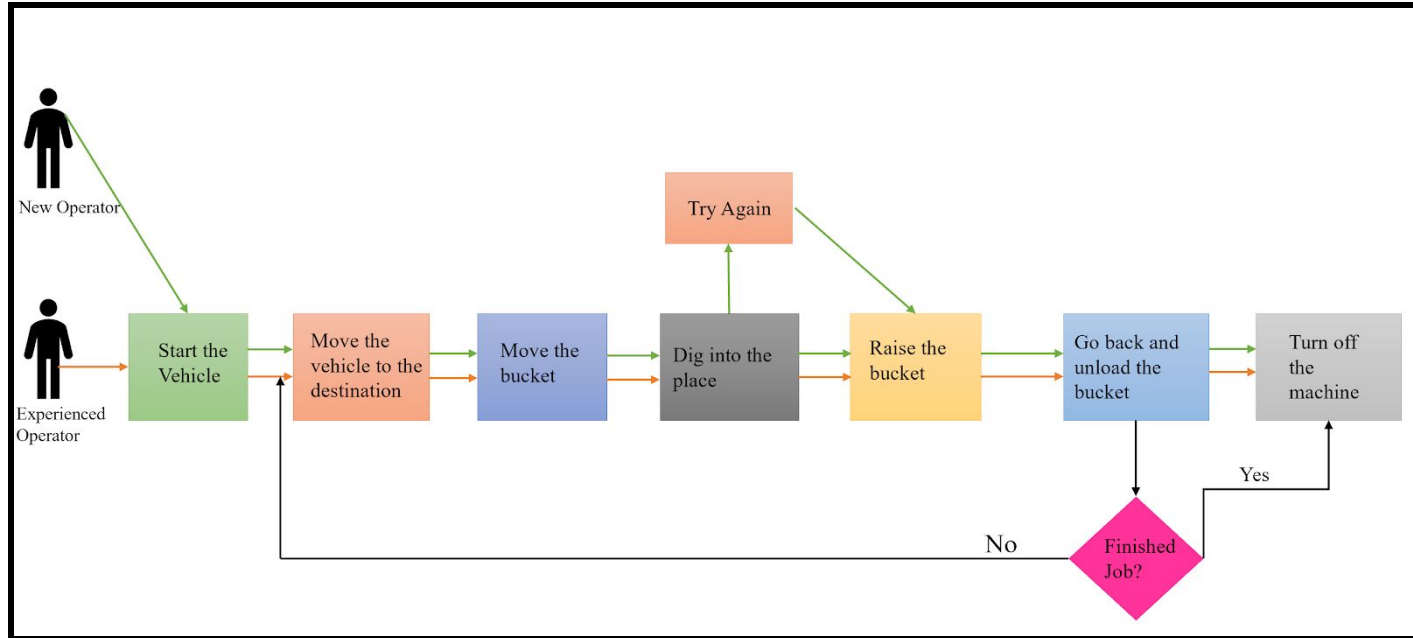 New Operator
Try Again
Experienced
Operator
Start the
Vehicle
Move the
vehicle to the
destination
Move the
bucket
Dig into the
place
Raise the
bucket
Go back and
unload the
bucket
Turn off
the
machine
Yes
No
Finished
Job?